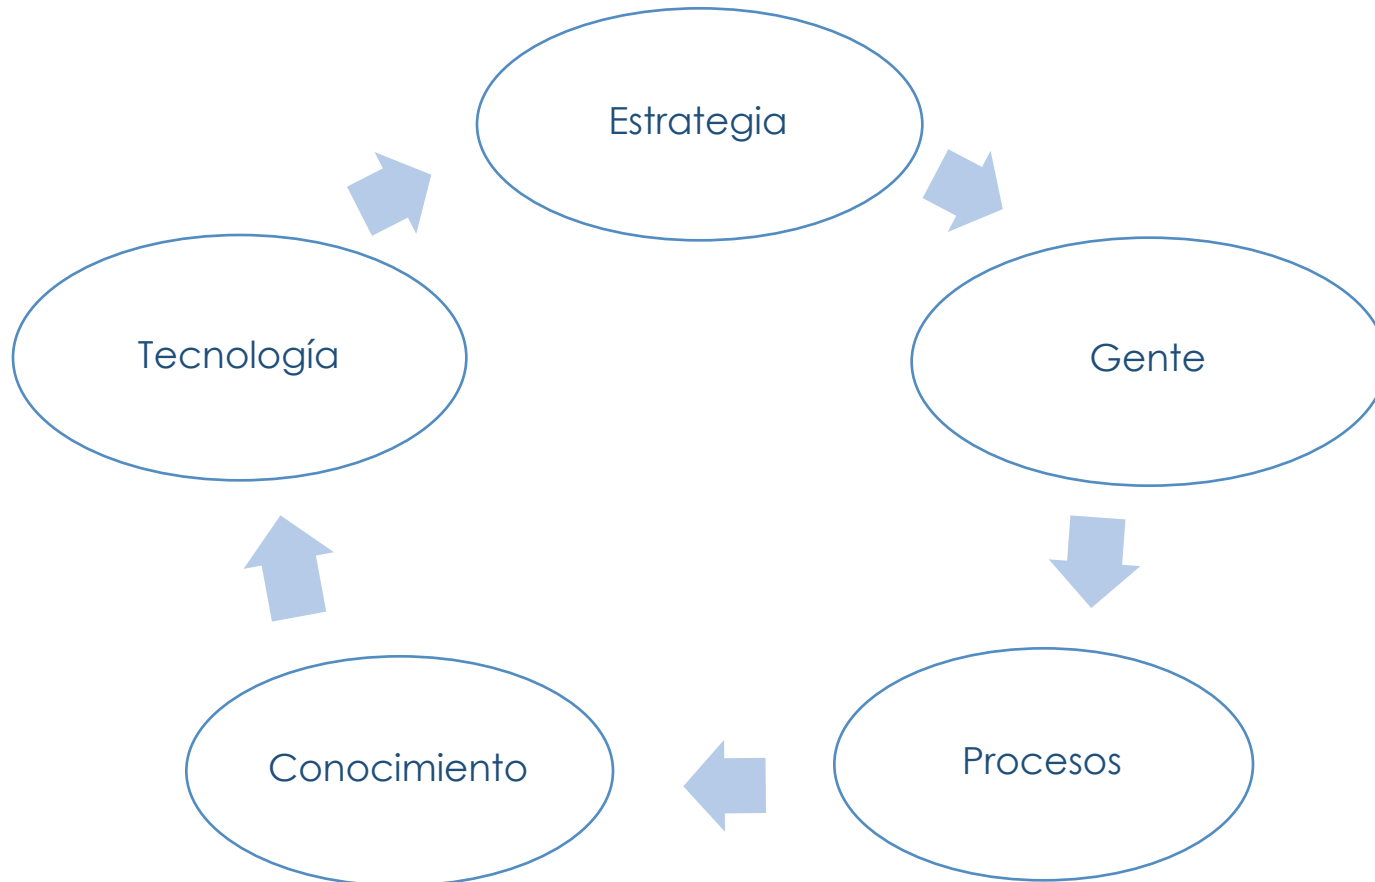 Estrategia
Gente
Procesos
Conocimiento
Tecnología